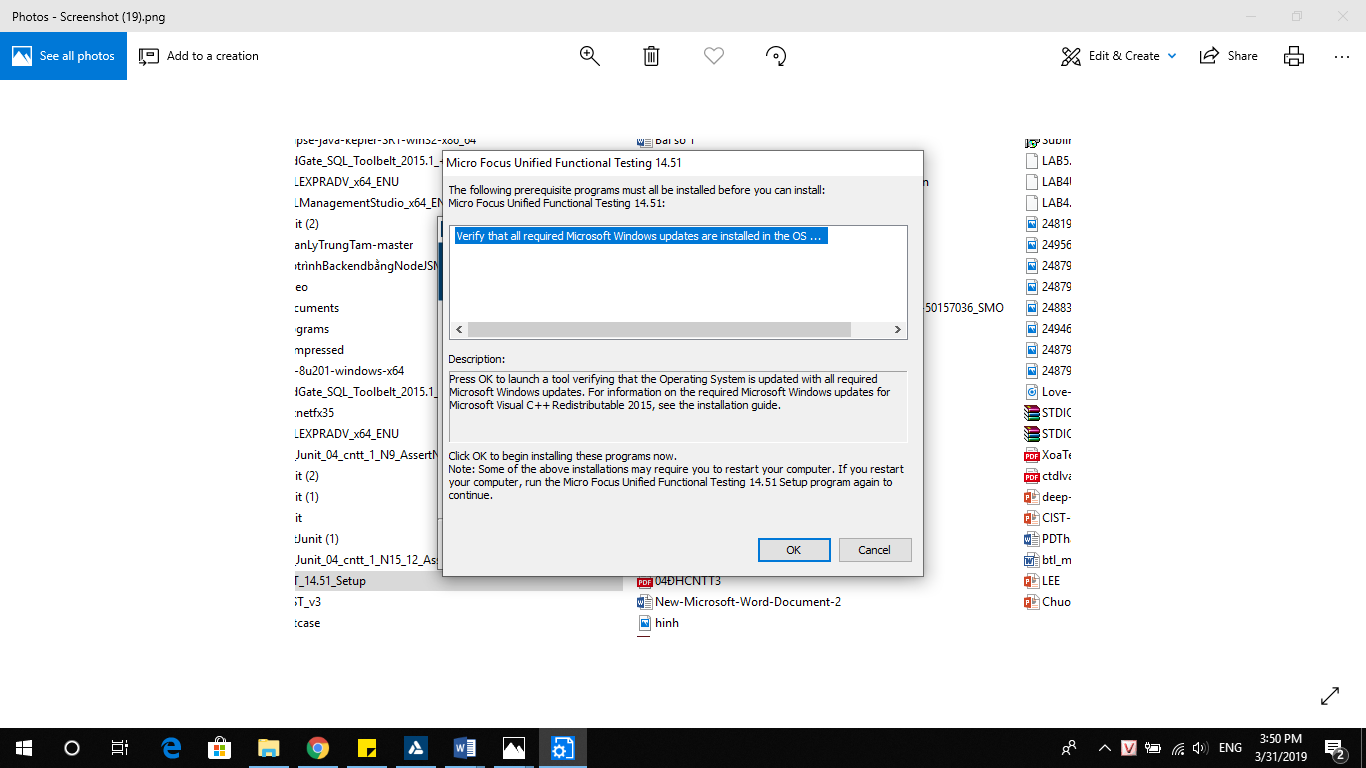 Photos - Screenshot (19).png
See all photos
Add to a creation
Edit & Create
Share
pse-java-kepler-SR1-win32-x86_64
Bai so 1
Sublin
dGate_SQL_Toolbelt_2015.1_
LAB5.
LEXPRADV_x64_ENU
n
LAB4
LManagementStudio_x64_EN
LAB4.
it (2)
24819
anLyTrungTam-master
24956
ptrìnhBackendbằngNodeJSM
24879
eo
24879
cuments
-50157036_SMO
24883
grams
24946
mpressed
24879
-8u201-windows-x64
24879
dGate_SQL_Toolbelt_2015.1_
Love-
tnetfx35
STDIC
LEXPRADV_x64_ENU
STDIC
Junit_04_cntt_1_N9_AssertN
XoaTe
it (2)
ctdlva
it (1)
deep-
it
CIST-
tJunit (1)
PDTh
Junit_04_cntt_1_N15_12_As
btl_m
T_14.51_Setup
04ĐHCNTT3
LEE
ST_v3
New-Microsoft-Word-Document-2
Chuo
tcase
hinh
Micro Focus Unified Functional Testing 14.51
The following prerequisite programs must all be installed before you can install:
Micro Focus Unified Functional Testing 14.51:
Verify that all required Microsoft Windows updates are installed in the OS ...
Description:
Press OK to launch a tool verifying that the Operating System is updated with all required
Microsoft Windows updates. For information on the required Microsoft Windows updates for
Microsoft Visual C++ Redistributable 2015, see the installation guide.
Click OK to begin installing these programs now.
Note: Some of the above installations may require you to restart your computer. If you restart
your computer, run the Micro Focus Unified Functional Testing 14.51 Setup program again to
continue.
OK
Cancel
ENG
3:50 PM
3/31/2019
2